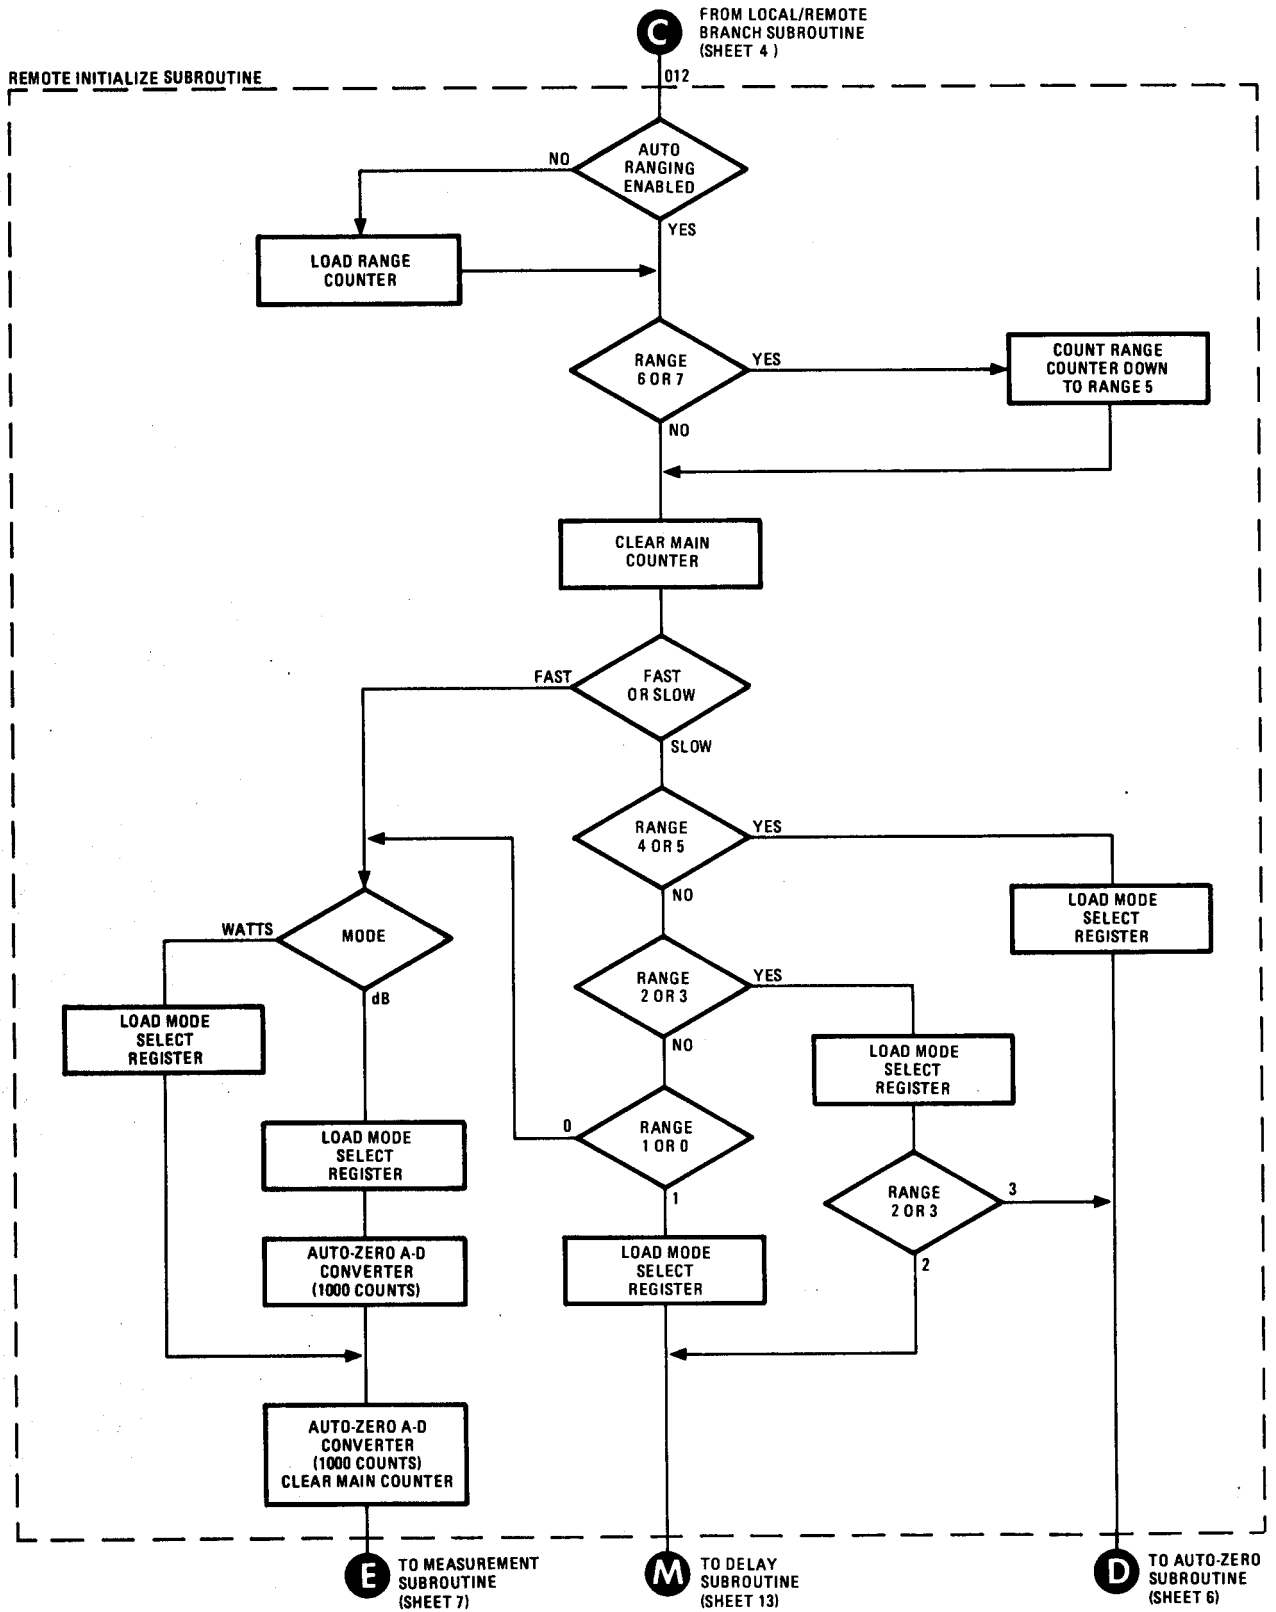 C
FROM LOCAL/REMOTE
BRANCH SUBROUTINE
(SHEET 4 )
012
REMOTE INITIALIZE SUBROUTINE
AUTO
RANGING
ENABLED
NO
YES
LOAD RANGE
COUNTER
RANGE
6 OR 7
YES
NO
COUNT RANGE
COUNTER DOWN
TO RANGE 5
CLEAR MAIN
COUNTER
FAST
OR SLOW
FAST
SLOW
RANGE
4 OR 5
YES
NO
LOAD MODE
SELECT
REGISTER
MODE
WATTS
dB
LOAD MODE
SELECT
REGISTER
RANGE
2 OR 3
YES
NO
LOAD MODE
SELECT
REGISTER
LOAD MODE
SELECT
REGISTER
RANGE
1 OR 0
0
1
RANGE
2 OR 3
3
2
AUTO-ZERO A-D
CONVERTER
(1000 COUNTS)
LOAD MODE
SELECT
REGISTER
AUTO-ZERO A-D
CONVERTER
(1000 COUNTS)
CLEAR MAIN COUNTER
E
TO MEASUREMENT
SUBROUTINE
(SHEET 7)
M
TO DELAY
SUBROUTINE
(SHEET 13)
D
TO AUTO-ZERO
SUBROUTINE
(SHEET 6)